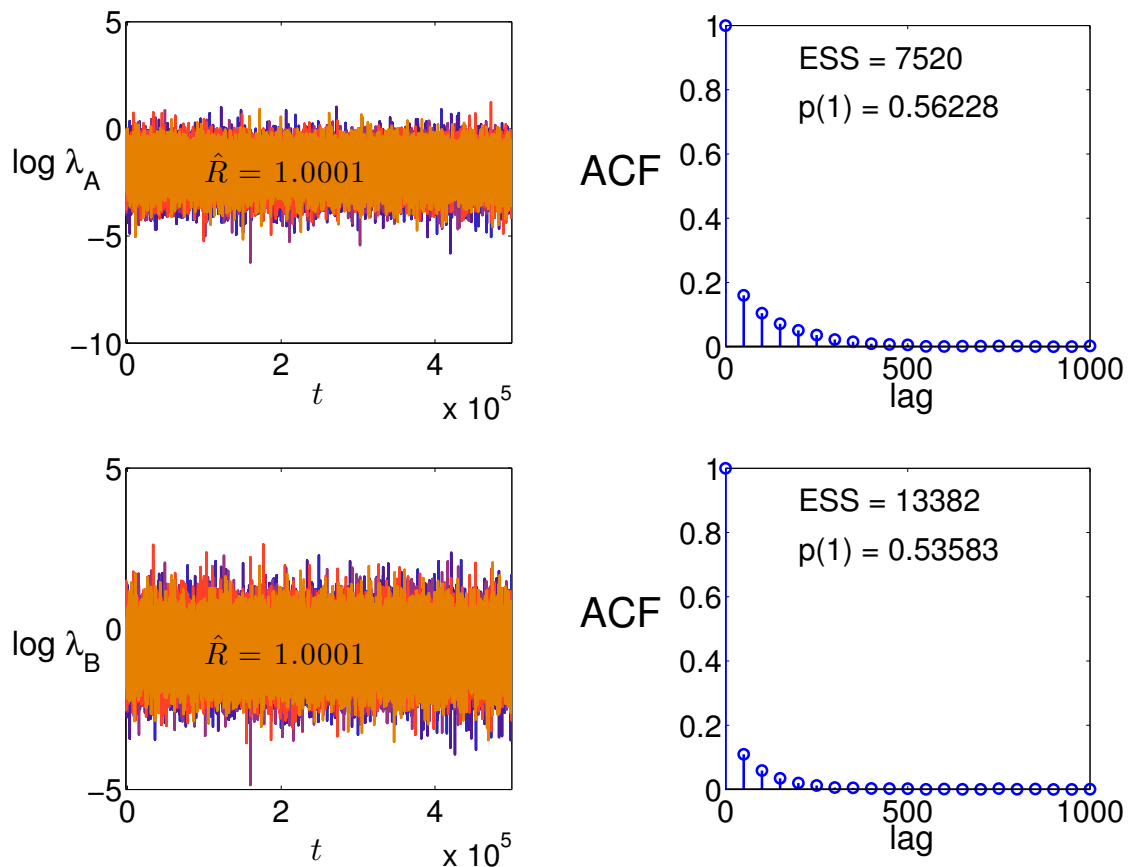 5
0
−5
−10
log λ_A
R̂ = 1.0001
0
2
4
t
x 10^5
1
0.8
0.6
0.4
0.2
0
ACF
ESS = 7520
p(1) = 0.56228
0
500
1000
lag
5
0
−5
log λ_B
R̂ = 1.0001
0
2
4
t
x 10^5
1
0.8
0.6
0.4
0.2
0
ACF
ESS = 13382
p(1) = 0.53583
0
500
1000
lag